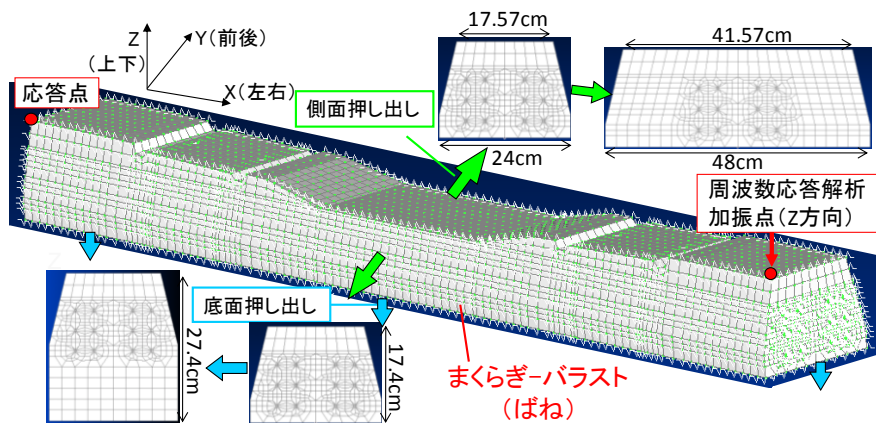 17.57cm
41.57cm
Z
(上下)
Y(前後)
X(左右)
応答点
側面押し出し
24cm
48cm
周波数応答解析
加振点(Z方向)
底面押し出し
27.4cm
17.4cm
まくらぎ-バラスト
(ばね)